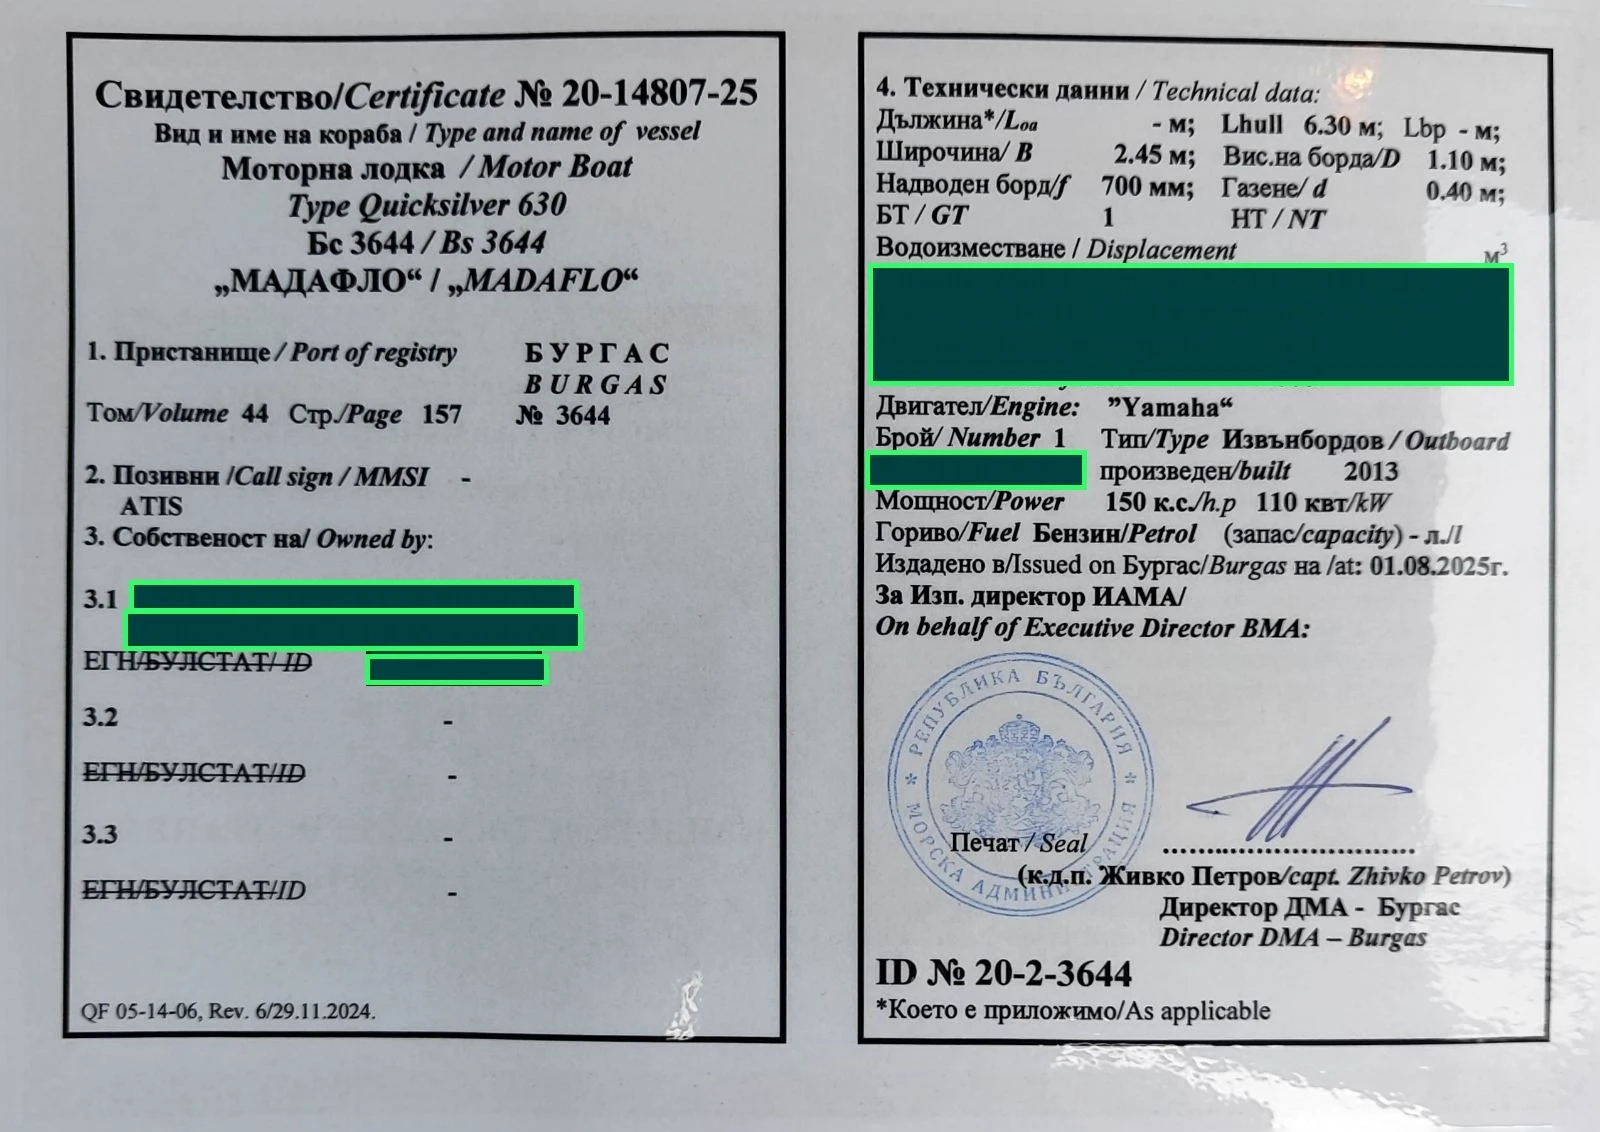 Свидетелство/Certificate № 20-14807-25
Вид и име на кораба / Type and name of vessel
Моторна лодка / Motor Boat
Type Quicksilver 630
Бс 3644 / Bs 3644
„МАДАФЛО“ / „MADAFLO“
1. Пристанище / Port of registry БУРГАС
BURGAS
Том/Volume 44 Стр./Page 157 № 3644
2. Позивни /Call sign / MMSI -
ATIS
3. Собственост на/ Owned by:
3.1
ЕГН/БУЛСТАТ/ ID
3.2 -
ЕГН/БУЛСТАТ/ID -
3.3 -
ЕГН/БУЛСТАТ/ID -
QF 05-14-06, Rev. 6/29.11.2024.
4. Технически данни / Technical data:
Дължина*/Loa - м; Lhull 6.30 м; Lbp - м;
Широчина/ B 2.45 м; Вис.на борда/D 1.10 м;
Надводен борд/f 700 мм; Газене/ d 0.40 м;
БТ / GT 1 НТ / NT
Водоизместване / Displacement м³
Двигател/Engine: ”Yamaha“
Брой/ Number 1 Тип/Type Извънбордов / Outboard
произведен/built 2013
Мощност/Power 150 к.с./h.p 110 квт/kW
Гориво/Fuel Бензин/Petrol (запас/capacity) - л./l
Издадено в/Issued on Бургас/Burgas на /at: 01.08.2025г.
За Изп. директор ИАМА/
On behalf of Executive Director BMA:
РЕПУБЛИКА БЪЛГАРИЯ
МОРСКА АДМИНИСТРАЦИЯ
Печат / Seal
(к.д.п. Живко Петров/capt. Zhivko Petrov)
Директор ДМА - Бургас
Director DMA – Burgas
ID № 20-2-3644
*Което е приложимо/As applicable